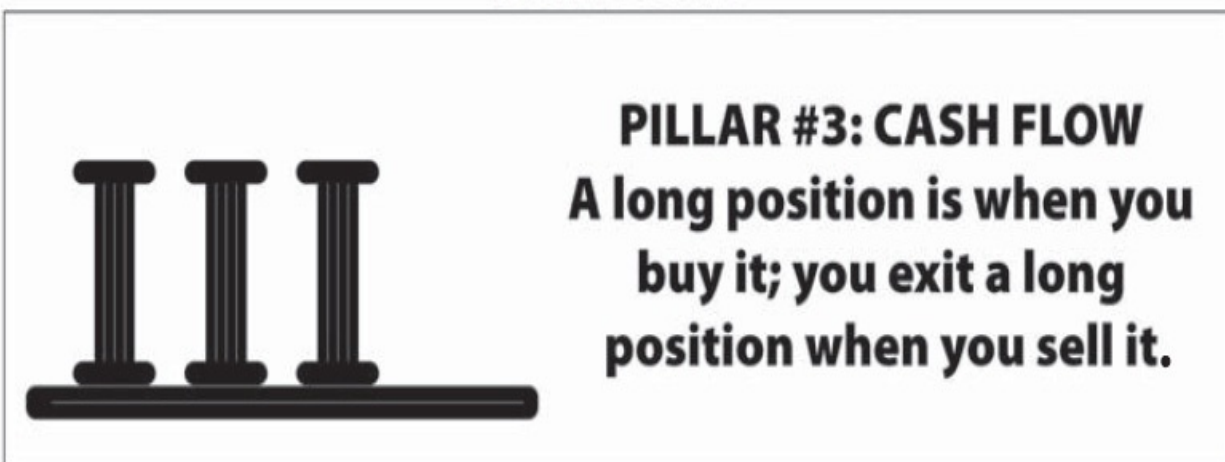 PILLAR #3: CASH FLOW
A long position is when you
buy it; you exit a long
position when you sell it.